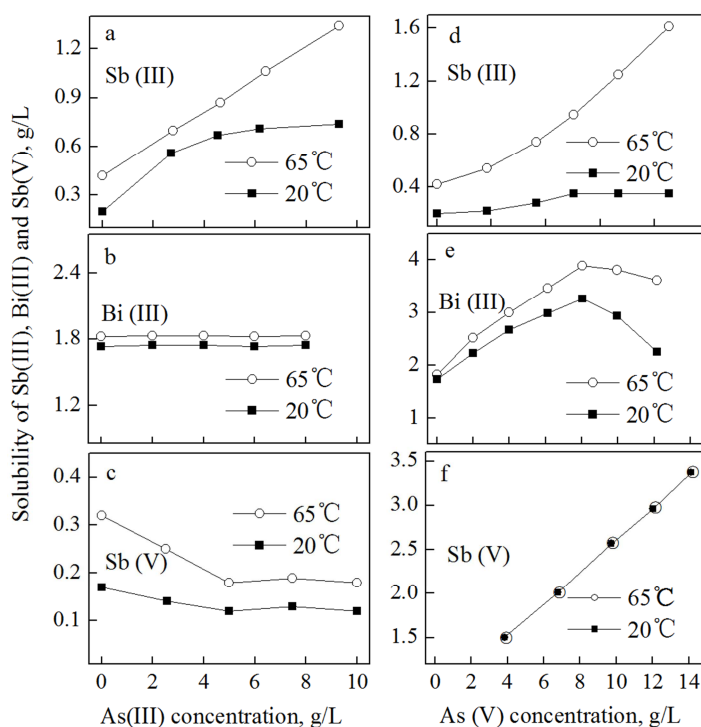 Solubility of Sb(III), Bi(III) and Sb(V), g/L
a
Sb (III)
1.2
0.9
0.6
0.3
65℃
20℃
b
Bi (III)
2.4
1.8
1.2
65℃
20℃
c
Sb (V)
0.4
0.3
0.2
0.1
65℃
20℃
0 2 4 6 8 10
As(III) concentration, g/L
d
Sb (III)
1.6
1.2
0.8
0.4
65℃
20℃
e
Bi (III)
4
3
2
1
65℃
20℃
f
Sb (V)
3.5
3.0
2.5
2.0
1.5
65℃
20℃
0 2 4 6 8 10 12 14
As (V) concentration, g/L